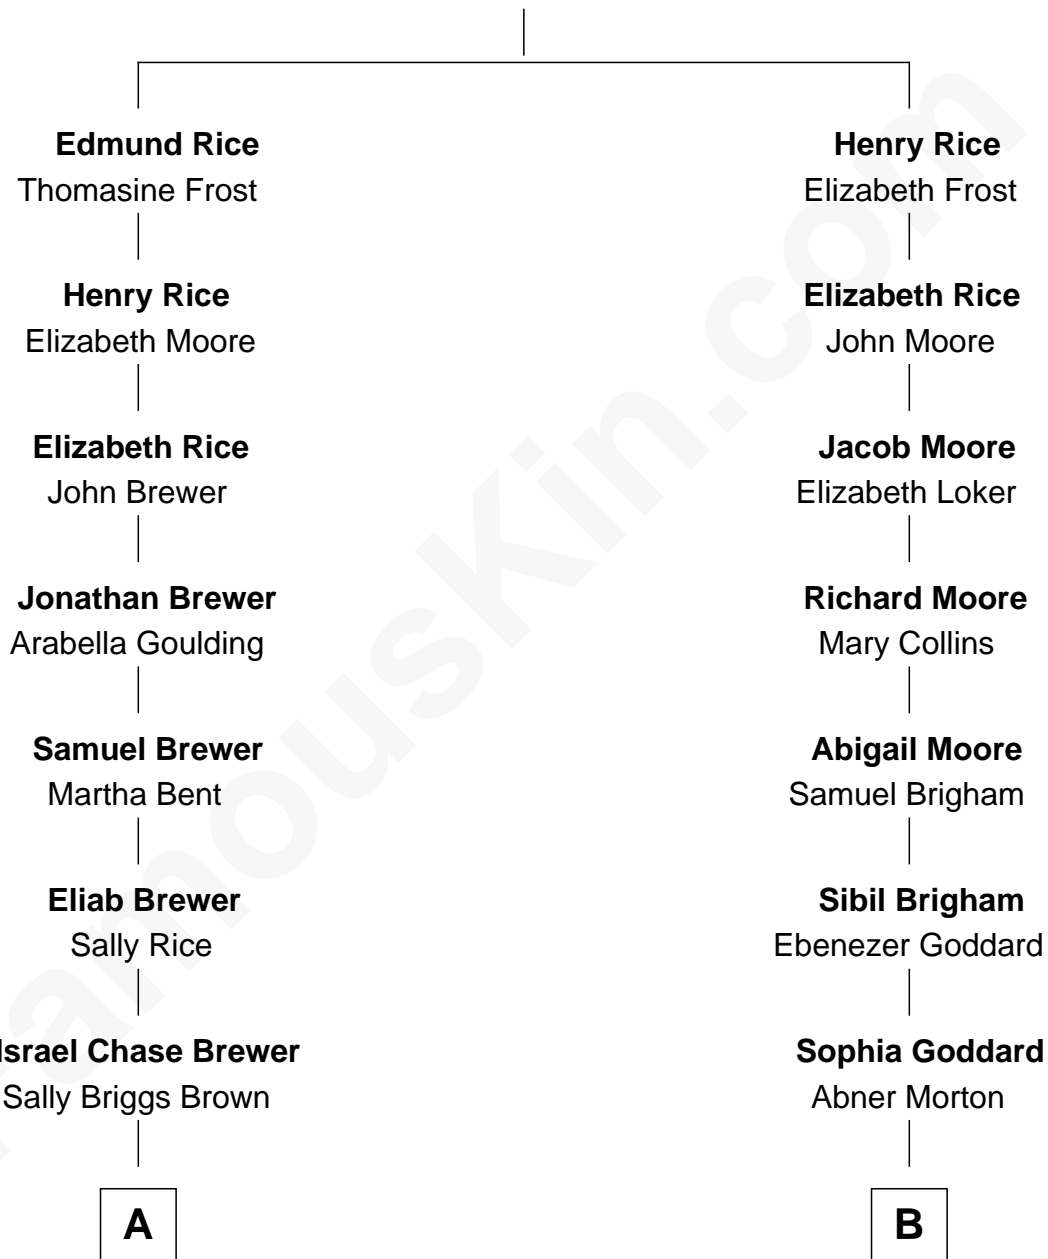 Edmund Rice
Thomasine Frost
Henry Rice
Elizabeth Moore
Elizabeth Rice
John Brewer
Jonathan Brewer
Arabella Goulding
Samuel Brewer
Martha Bent
Eliab Brewer
Sally Rice
Israel Chase Brewer
Sally Briggs Brown
A
Henry Rice
Elizabeth Frost
Elizabeth Rice
John Moore
Jacob Moore
Elizabeth Loker
Richard Moore
Mary Collins
Abigail Moore
Samuel Brigham
Sibil Brigham
Ebenezer Goddard
Sophia Goddard
Abner Morton
B
FamousKin.com